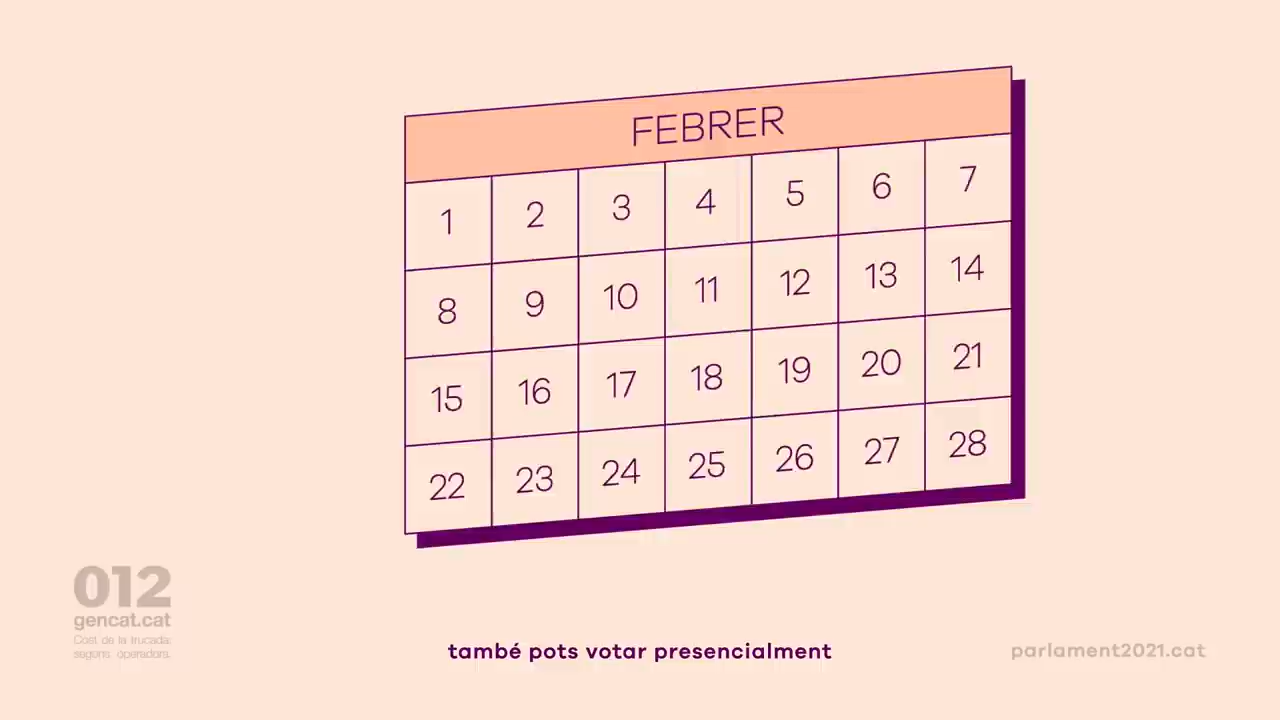 FEBRER
1 2 3 4 5 6 7
8 9 10 11 12 13 14
15 16 17 18 19 20 21
22 23 24 25 26 27 28
012
gencat.cat
Cost de la trucada:
segons operadora.
també pots votar presencialment
parlament2021.cat